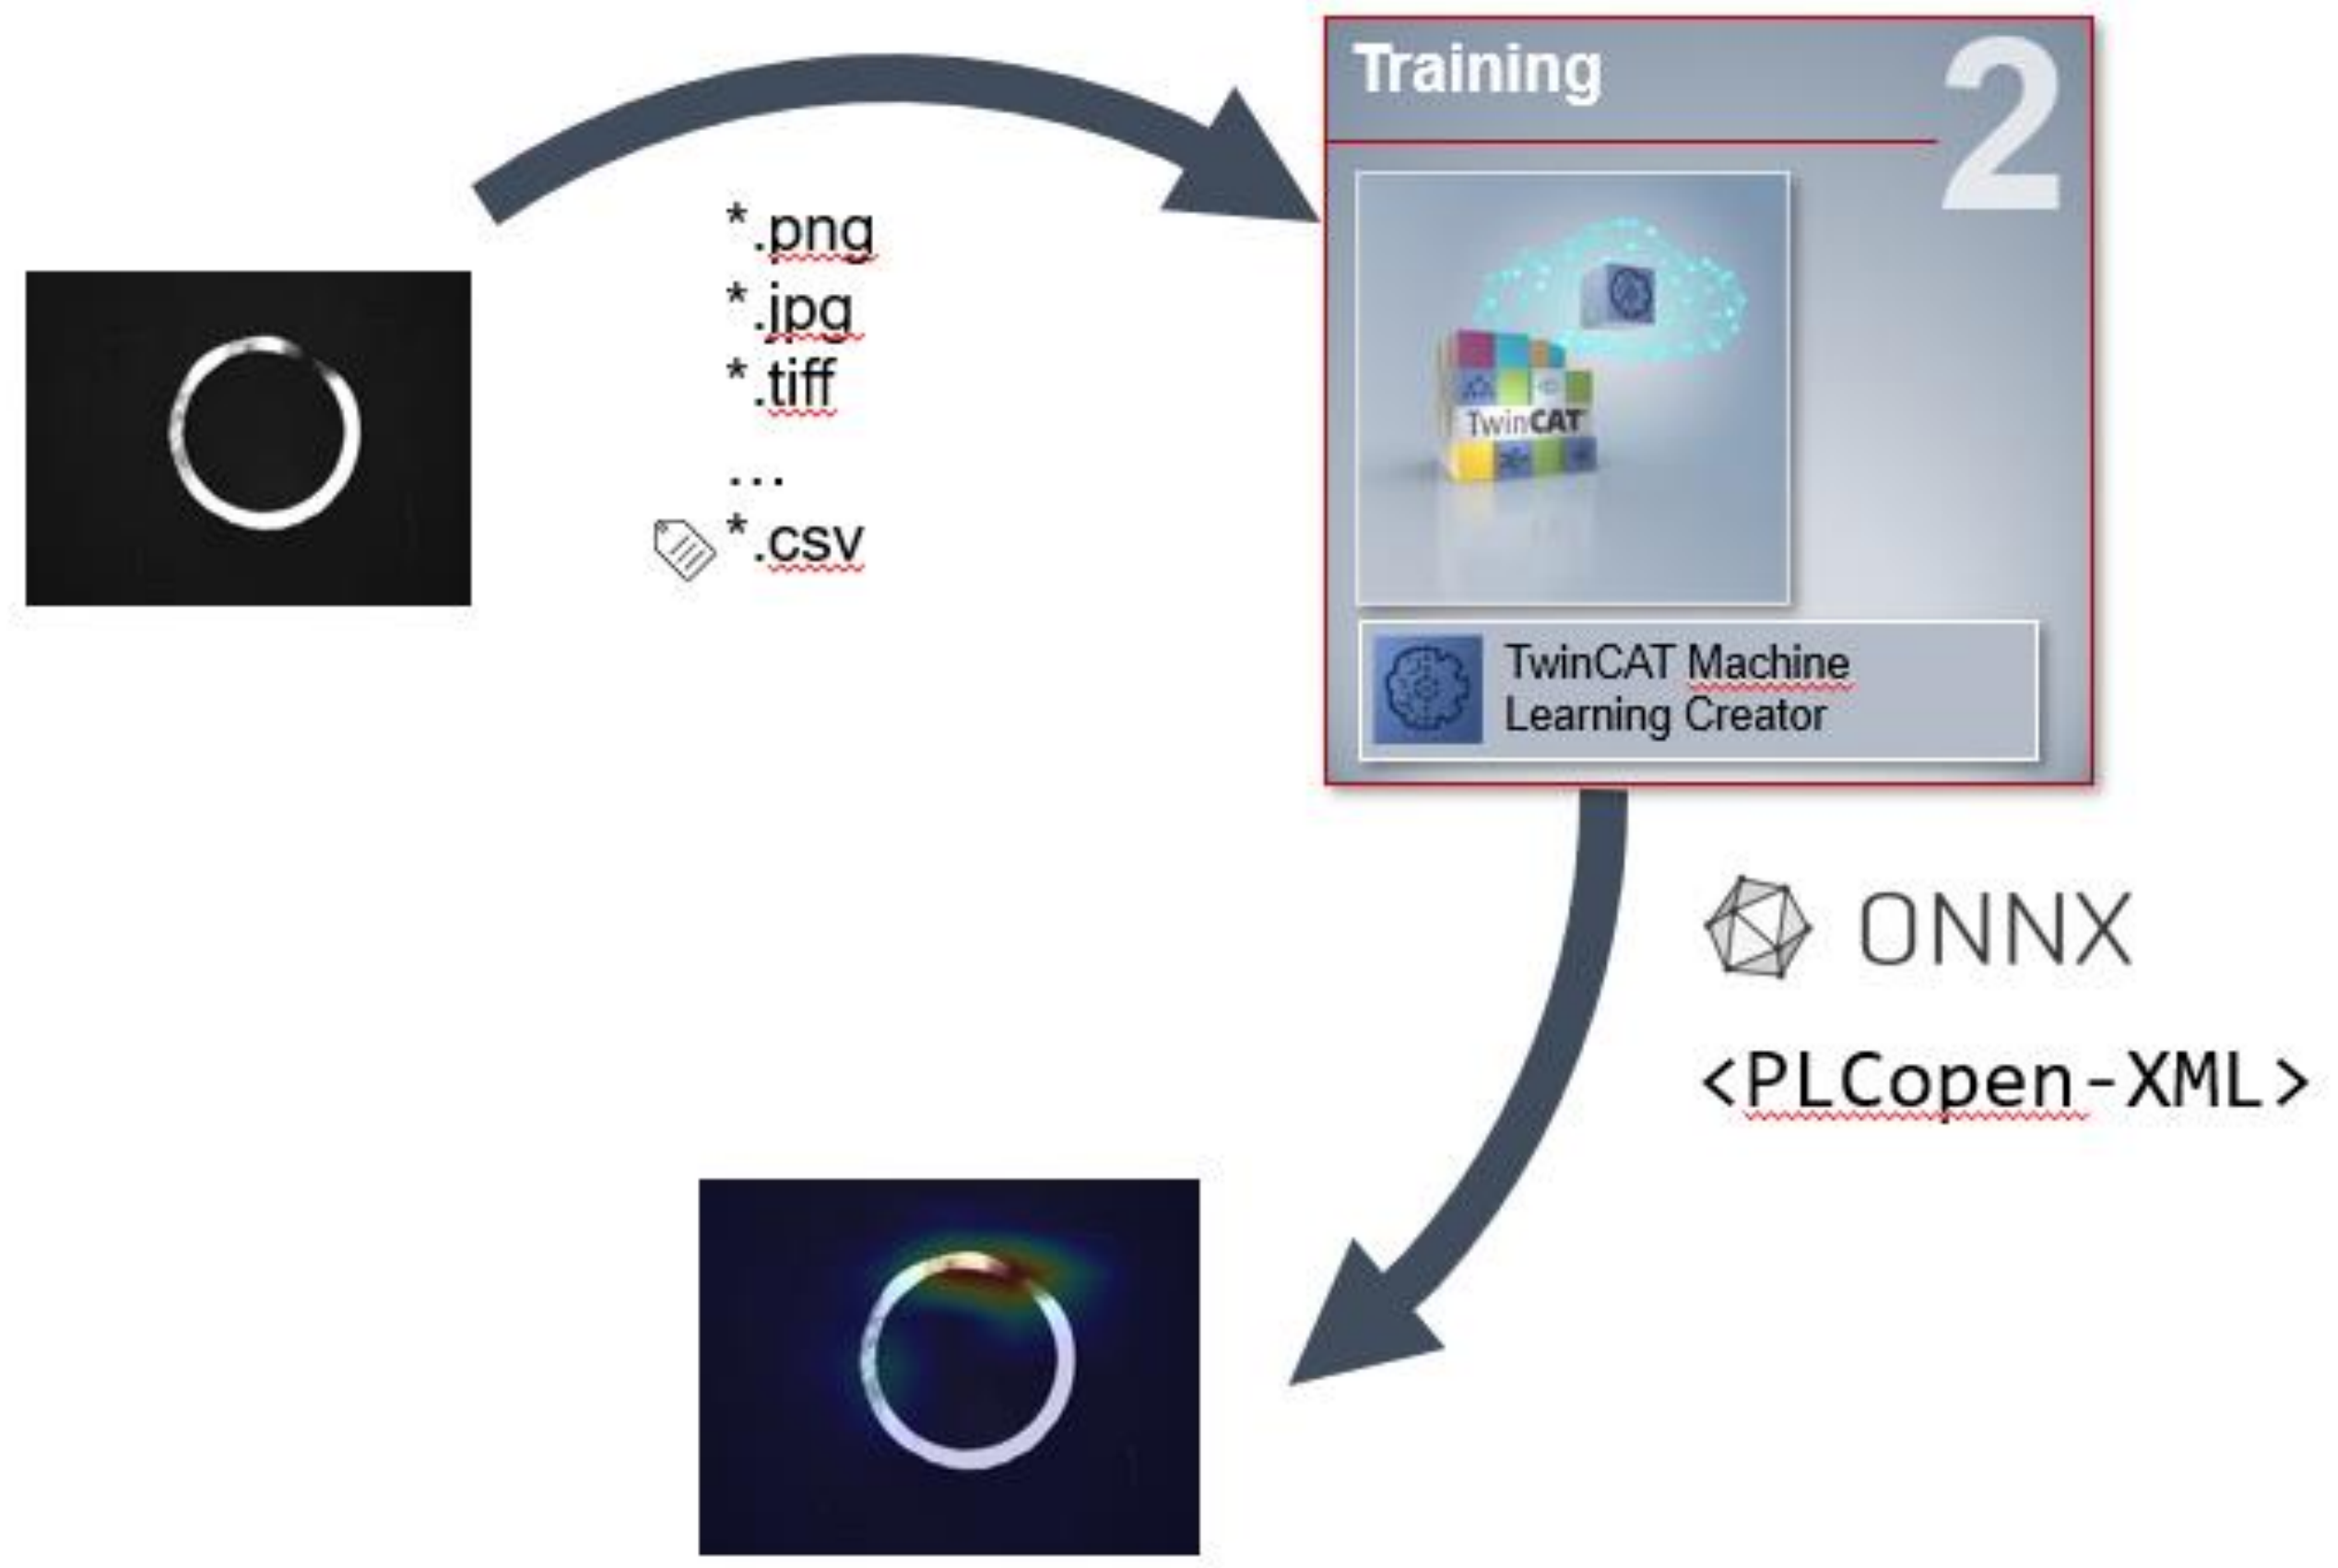 Training
2
*.png
*.jpg
*.tiff
...
*.csv
TwinCAT
TwinCAT Machine
Learning Creator
ONNX
<PLCopen-XML>